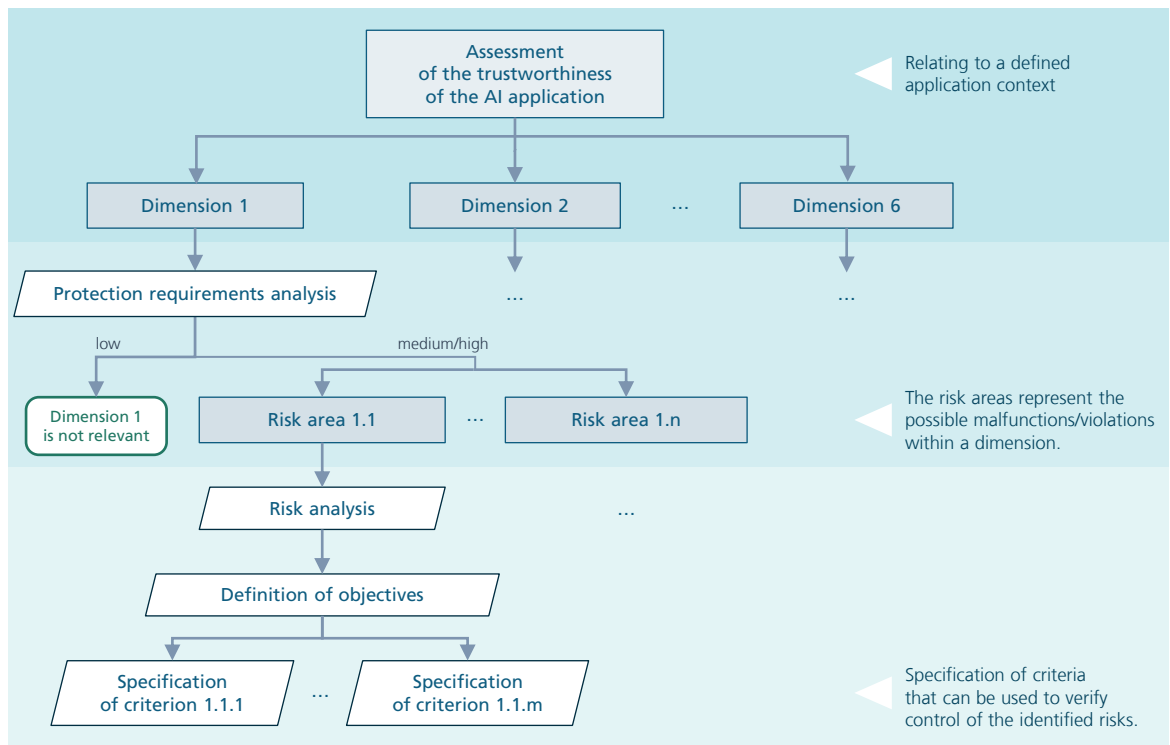 Assessment
of the trustworthiness
of the AI application
Relating to a defined
application context
Dimension 1
Dimension 2
...
Dimension 6
Protection requirements analysis
...
...
low
medium/high
Dimension 1
is not relevant
Risk area 1.1
...
Risk area 1.n
The risk areas represent the
possible malfunctions/violations
within a dimension.
Risk analysis
...
Definition of objectives
Specification
of criterion 1.1.1
...
Specification
of criterion 1.1.m
Specification of criteria
that can be used to verify
control of the identified risks.